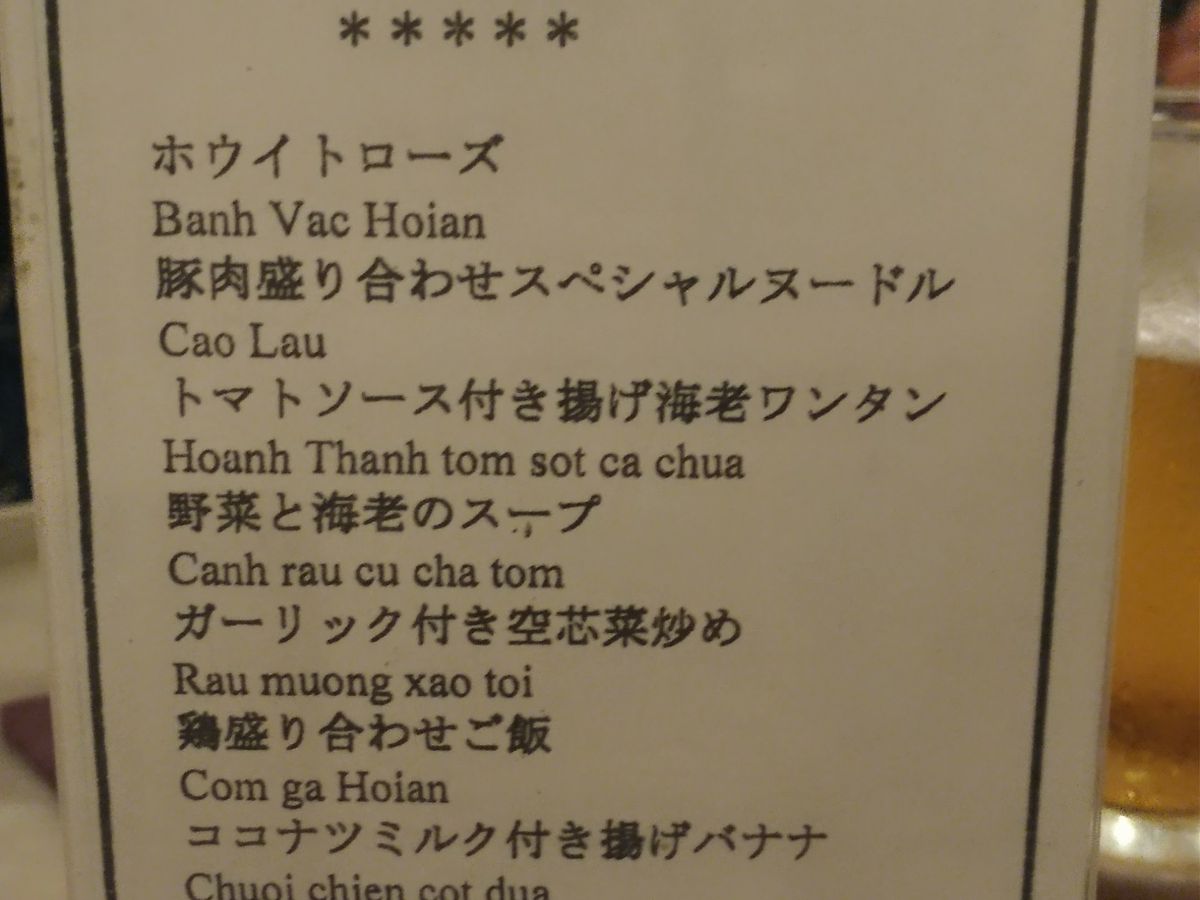 *****
ホウイトローズ
Banh Vac Hoian
豚肉盛り合わせスペシャルヌードル
Cao Lau
トマトソース付き揚げ海老ワンタン
Hoanh Thanh tom sot ca chua
野菜と海老のスープ
Canh rau cu cha tom
ガーリック付き空芯菜炒め
Rau muong xao toi
鶏盛り合わせご飯
Com ga Hoian
ココナツミルク付き揚げバナナ
Chuoi chien cot dua